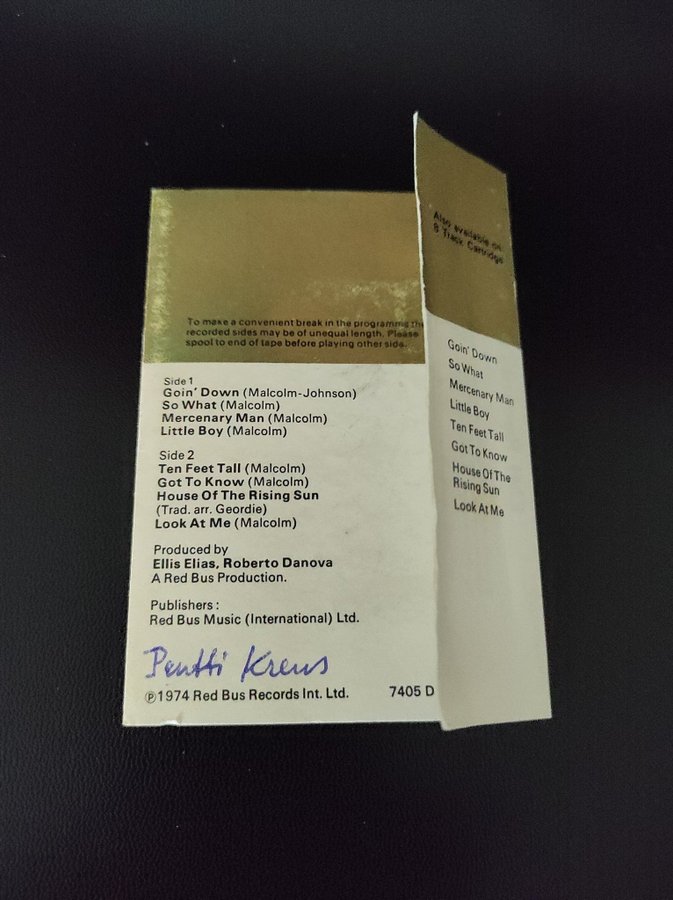 To make a convenient break in the programme the
recorded sides may be of unequal length. Please
spool to end of tape before playing other side.
Side 1
Goin' Down (Malcolm-Johnson)
So What (Malcolm)
Mercenary Man (Malcolm)
Little Boy (Malcolm)
Side 2
Ten Feet Tall (Malcolm)
Got To Know (Malcolm)
House Of The Rising Sun
(Trad. arr. Geordie)
Look At Me (Malcolm)
Produced by
Ellis Elias, Roberto Danova
A Red Bus Production.
Publishers:
Red Bus Music (International) Ltd.
Pentti Kreus
℗1974 Red Bus Records Int. Ltd. 7405 D
Also available on
8 Track Cartridge
Goin' Down
So What
Mercenary Man
Little Boy
Ten Feet Tall
Got To Know
House Of The
Rising Sun
Look At Me